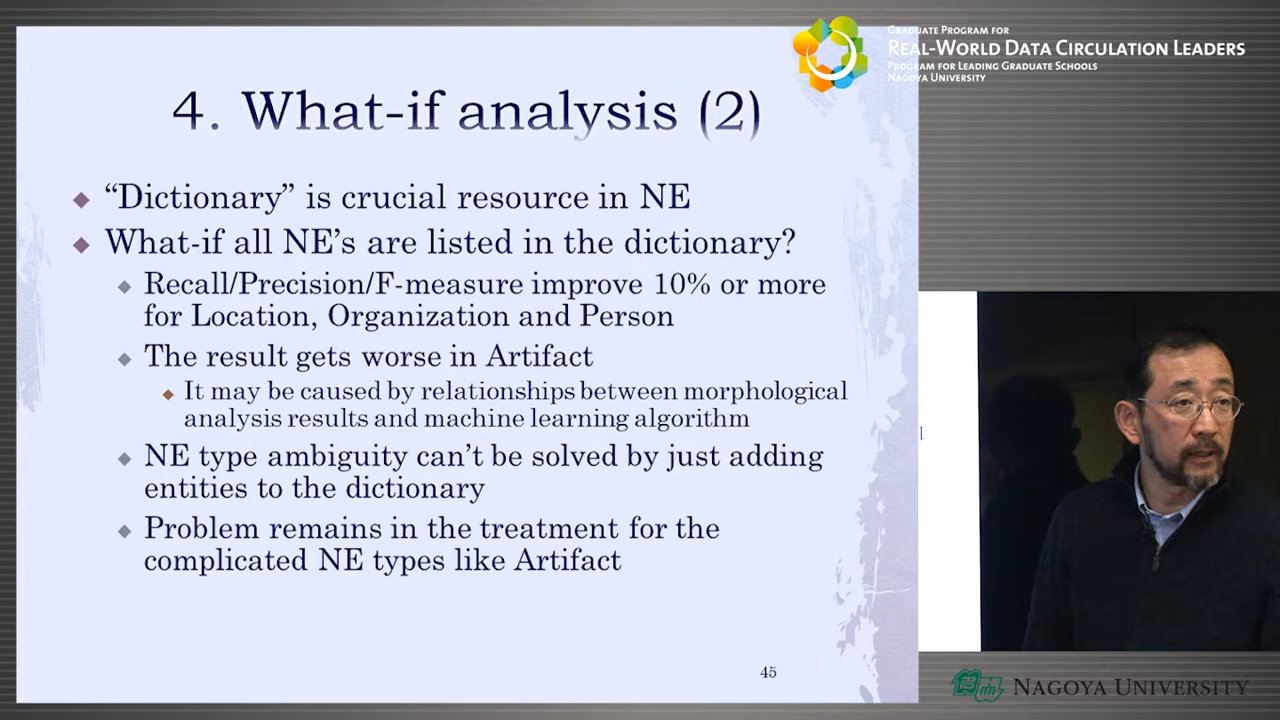 GRADUATE PROGRAM FOR
REAL-WORLD DATA CIRCULATION LEADERS
PROGRAM FOR LEADING GRADUATE SCHOOLS
NAGOYA UNIVERSITY
4. What-if analysis (2)
“Dictionary” is crucial resource in NE
What-if all NE’s are listed in the dictionary?
Recall/Precision/F-measure improve 10% or more
for Location, Organization and Person
The result gets worse in Artifact
It may be caused by relationships between morphological
analysis results and machine learning algorithm
NE type ambiguity can’t be solved by just adding
entities to the dictionary
Problem remains in the treatment for the
complicated NE types like Artifact
45
NAGOYA UNIVERSITY